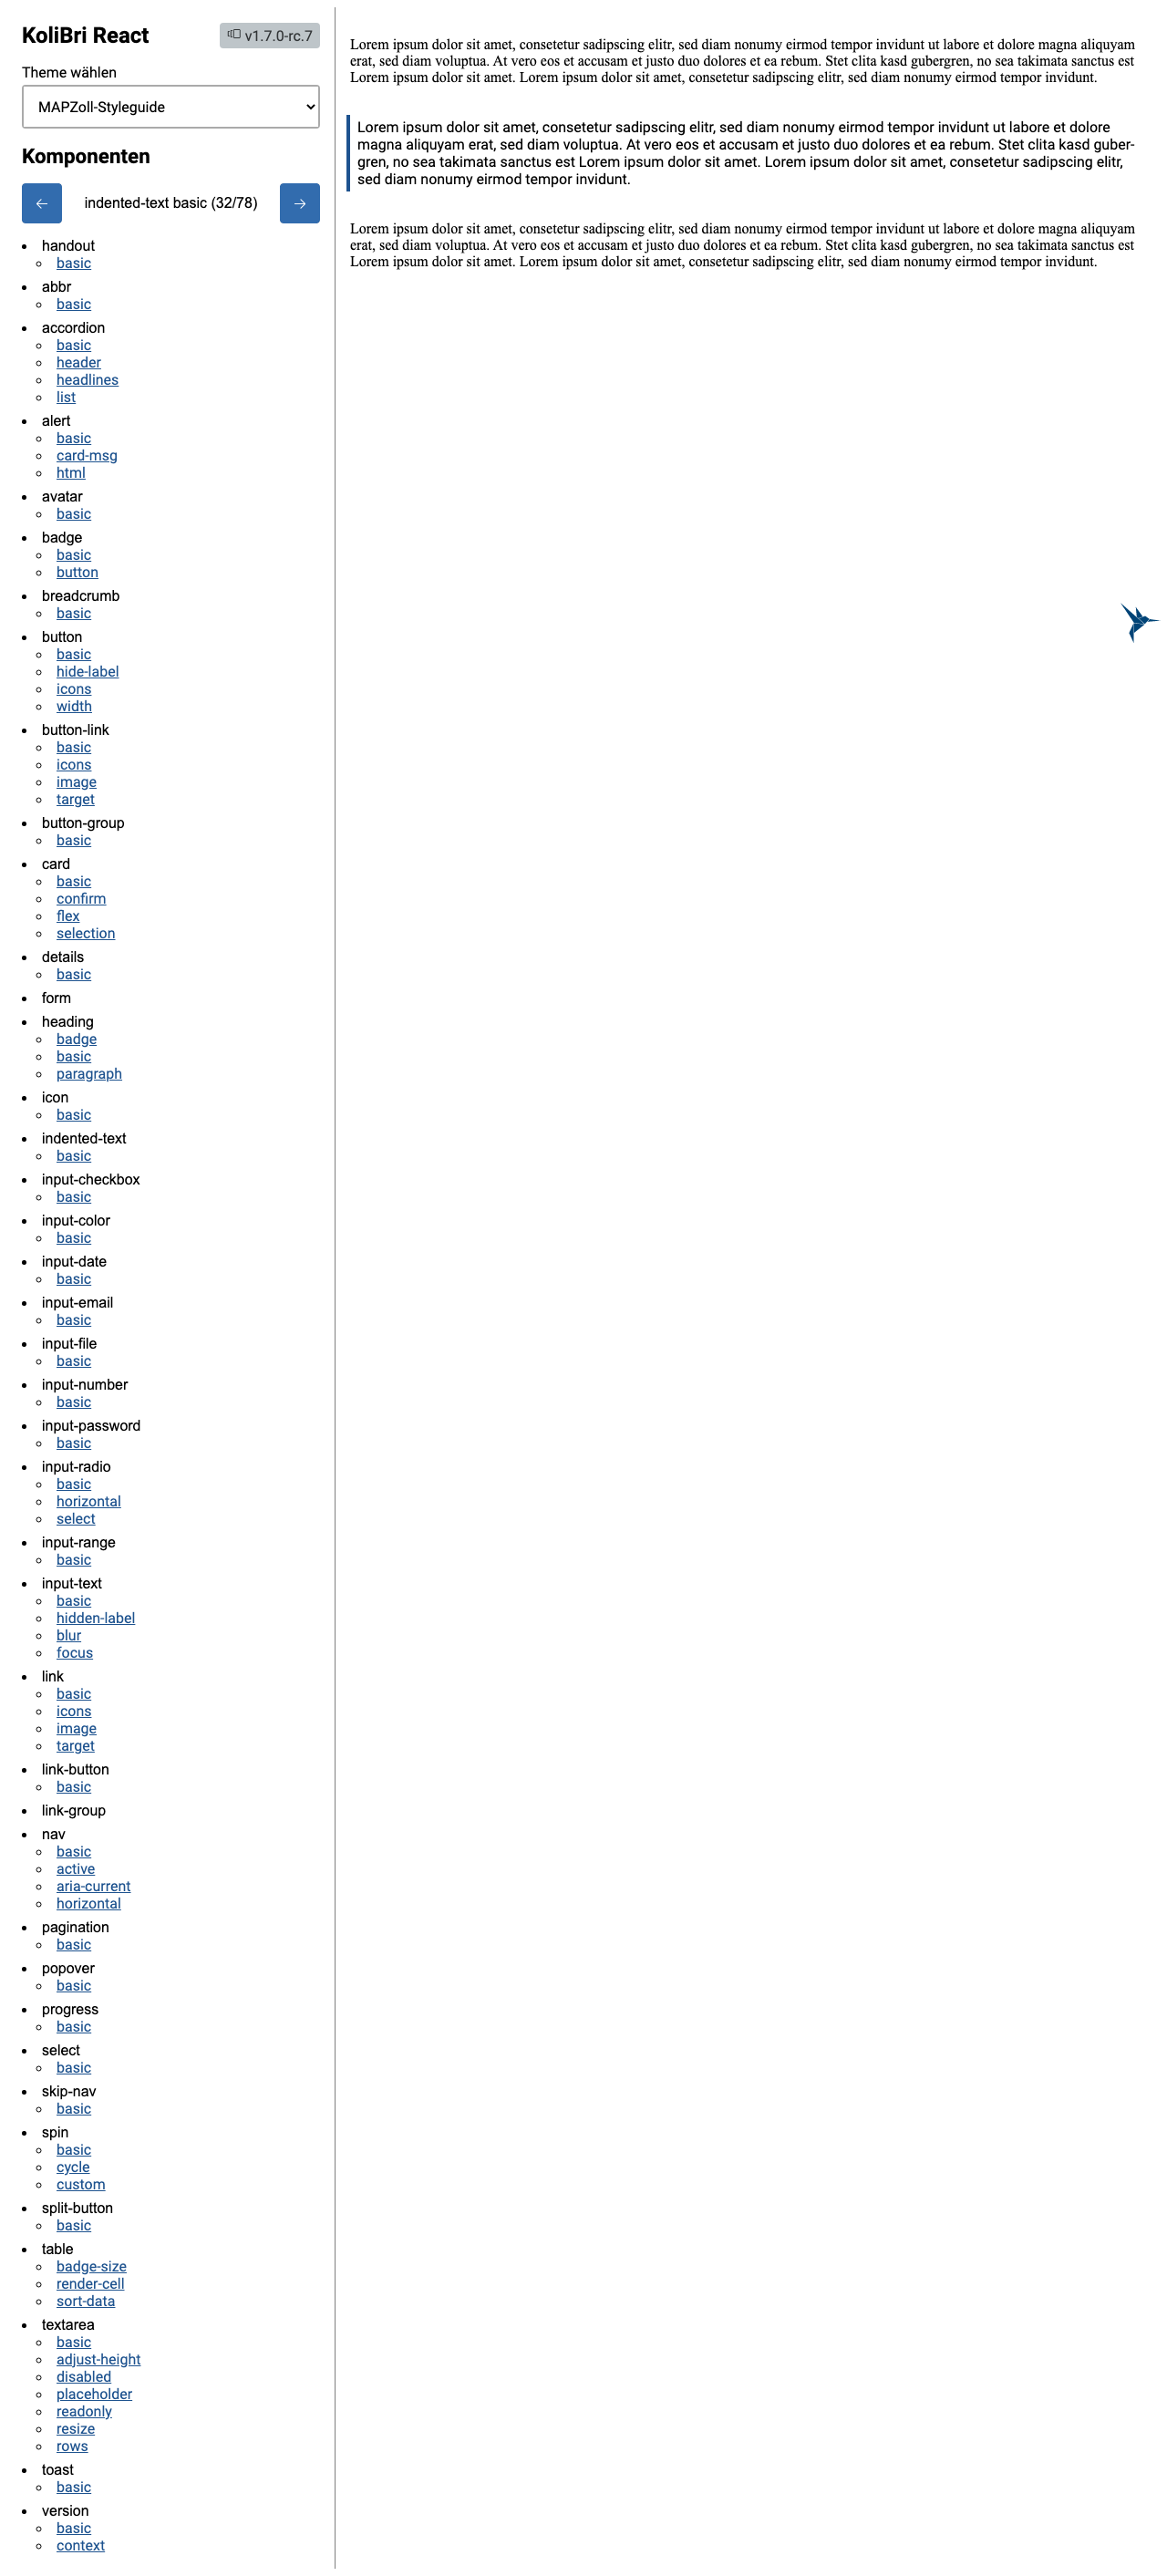 KoliBri React
v1.7.0-rc.7
Theme wählen
MAPZoll-Styleguide
Komponenten
indented-text basic (32/78)
handout
basic
abbr
basic
accordion
basic
header
headlines
list
alert
basic
card-msg
html
avatar
basic
badge
basic
button
breadcrumb
basic
button
basic
hide-label
icons
width
button-link
basic
icons
image
target
button-group
basic
card
basic
confirm
flex
selection
details
basic
form
heading
badge
basic
paragraph
icon
basic
indented-text
basic
input-checkbox
basic
input-color
basic
input-date
basic
input-email
basic
input-file
basic
input-number
basic
input-password
basic
input-radio
basic
horizontal
select
input-range
basic
input-text
basic
hidden-label
blur
focus
link
basic
icons
image
target
link-button
basic
link-group
nav
basic
active
aria-current
horizontal
pagination
basic
popover
basic
progress
basic
select
basic
skip-nav
basic
spin
basic
cycle
custom
split-button
basic
table
badge-size
render-cell
sort-data
textarea
basic
adjust-height
disabled
placeholder
readonly
resize
rows
toast
basic
version
basic
context
Lorem ipsum dolor sit amet, consetetur sadipscing elitr, sed diam nonumy eirmod tempor invidunt ut labore et dolore magna aliquyam
erat, sed diam voluptua. At vero eos et accusam et justo duo dolores et ea rebum. Stet clita kasd gubergren, no sea takimata sanctus est
Lorem ipsum dolor sit amet. Lorem ipsum dolor sit amet, consetetur sadipscing elitr, sed diam nonumy eirmod tempor invidunt.
Lorem ipsum dolor sit amet, consetetur sadipscing elitr, sed diam nonumy eirmod tempor invidunt ut labore et dolore
magna aliquyam erat, sed diam voluptua. At vero eos et accusam et justo duo dolores et ea rebum. Stet clita kasd guber-
gren, no sea takimata sanctus est Lorem ipsum dolor sit amet. Lorem ipsum dolor sit amet, consetetur sadipscing elitr,
sed diam nonumy eirmod tempor invidunt.
Lorem ipsum dolor sit amet, consetetur sadipscing elitr, sed diam nonumy eirmod tempor invidunt ut labore et dolore magna aliquyam
erat, sed diam voluptua. At vero eos et accusam et justo duo dolores et ea rebum. Stet clita kasd gubergren, no sea takimata sanctus est
Lorem ipsum dolor sit amet. Lorem ipsum dolor sit amet, consetetur sadipscing elitr, sed diam nonumy eirmod tempor invidunt.